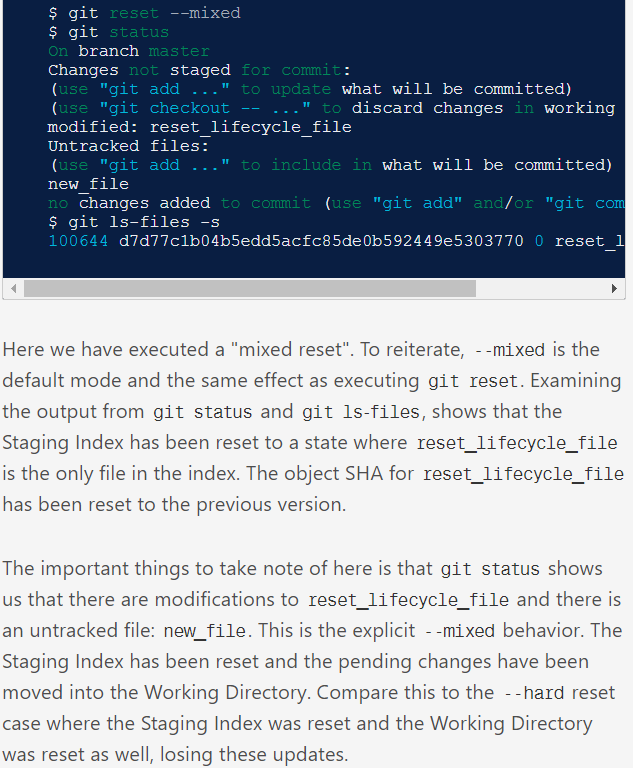 $ git reset --mixed
$ git status
On branch master
Changes not staged for commit:
(use "git add ..." to update what will be committed)
(use "git checkout -- ..." to discard changes in working
modified: reset_lifecycle_file
Untracked files:
(use "git add ..." to include in what will be committed)
new_file
no changes added to commit (use "git add" and/or "git com
$ git ls-files -s
100644 d7d77c1b04b5edd5acfc85de0b592449e5303770 0 reset_l
Here we have executed a "mixed reset". To reiterate, --mixed is the
default mode and the same effect as executing git reset. Examining
the output from git status and git ls-files, shows that the
Staging Index has been reset to a state where reset_lifecycle_file
is the only file in the index. The object SHA for reset_lifecycle_file
has been reset to the previous version.
The important things to take note of here is that git status shows
us that there are modifications to reset_lifecycle_file and there is
an untracked file: new_file. This is the explicit --mixed behavior. The
Staging Index has been reset and the pending changes have been
moved into the Working Directory. Compare this to the --hard reset
case where the Staging Index was reset and the Working Directory
was reset as well, losing these updates.